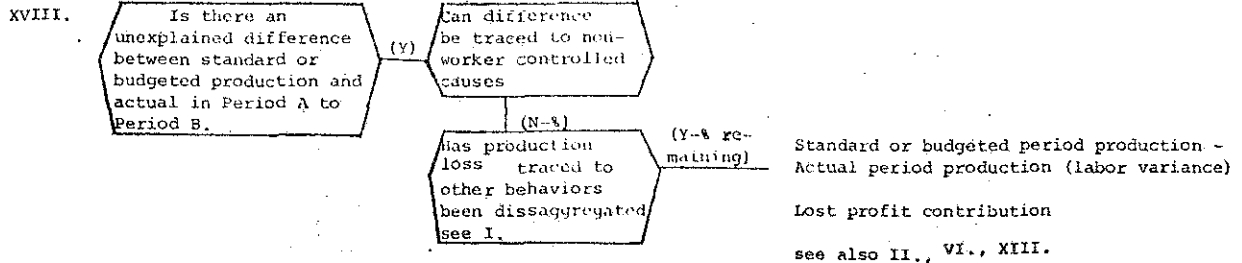 XVIII.
Is there an
unexplained difference
between standard or
budgeted production and
actual in Period A to
Period B.
(Y)
Can difference
be traced to non-
worker controlled
causes
(N-%)
Has production
loss traced to
other behaviors
been dissaggregated
see I.
(Y-% re-
maining)
Standard or budgeted period production -
Actual period production (labor variance)
Lost profit contribution
see also II., VI., XIII.